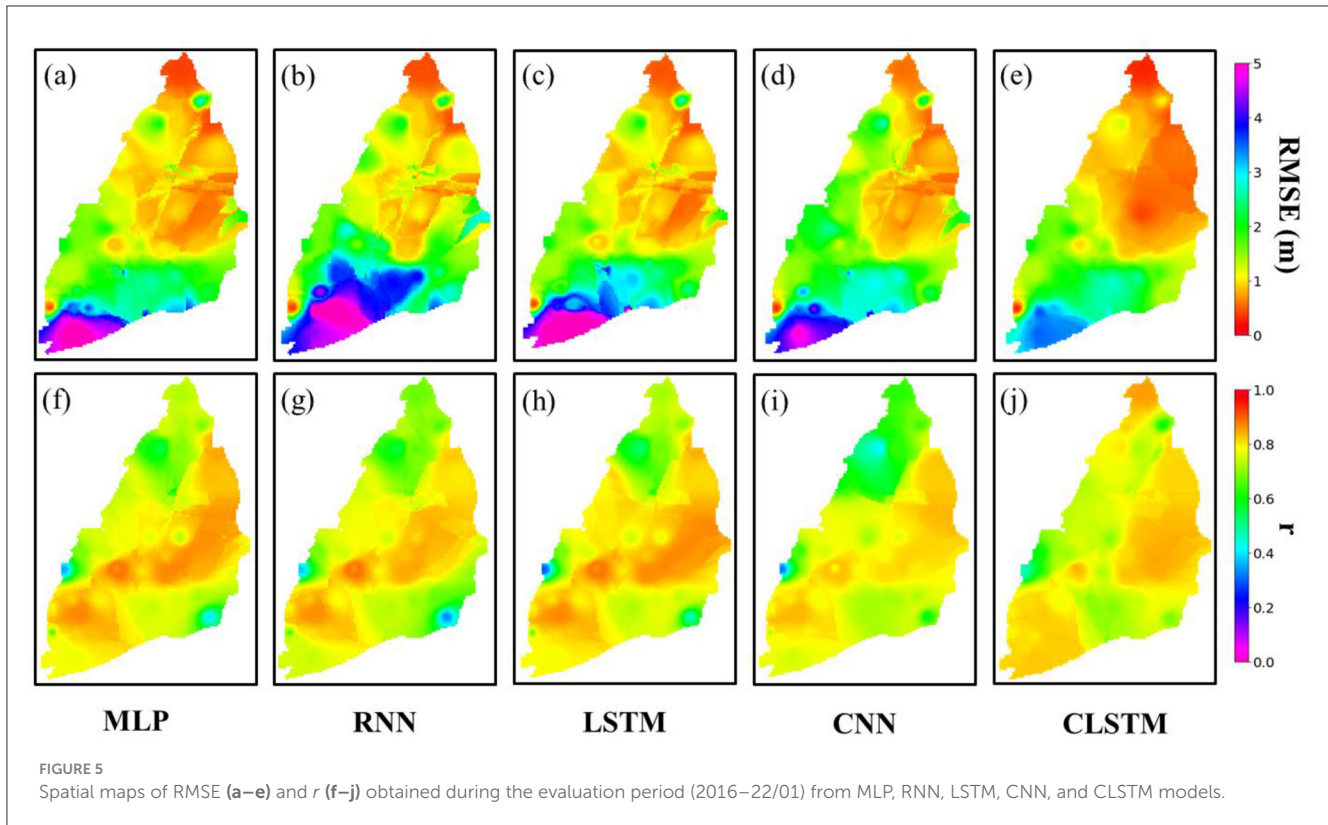 (a)
(b)
(c)
(d)
(e)
5
4
3
2
1
0
RMSE (m)
(f)
(g)
(h)
(i)
(j)
1.0
0.8
0.6
0.4
0.2
0.0
r
MLP
RNN
LSTM
CNN
CLSTM
FIGURE 5
Spatial maps of RMSE (a–e) and r (f–j) obtained during the evaluation period (2016–22/01) from MLP, RNN, LSTM, CNN, and CLSTM models.